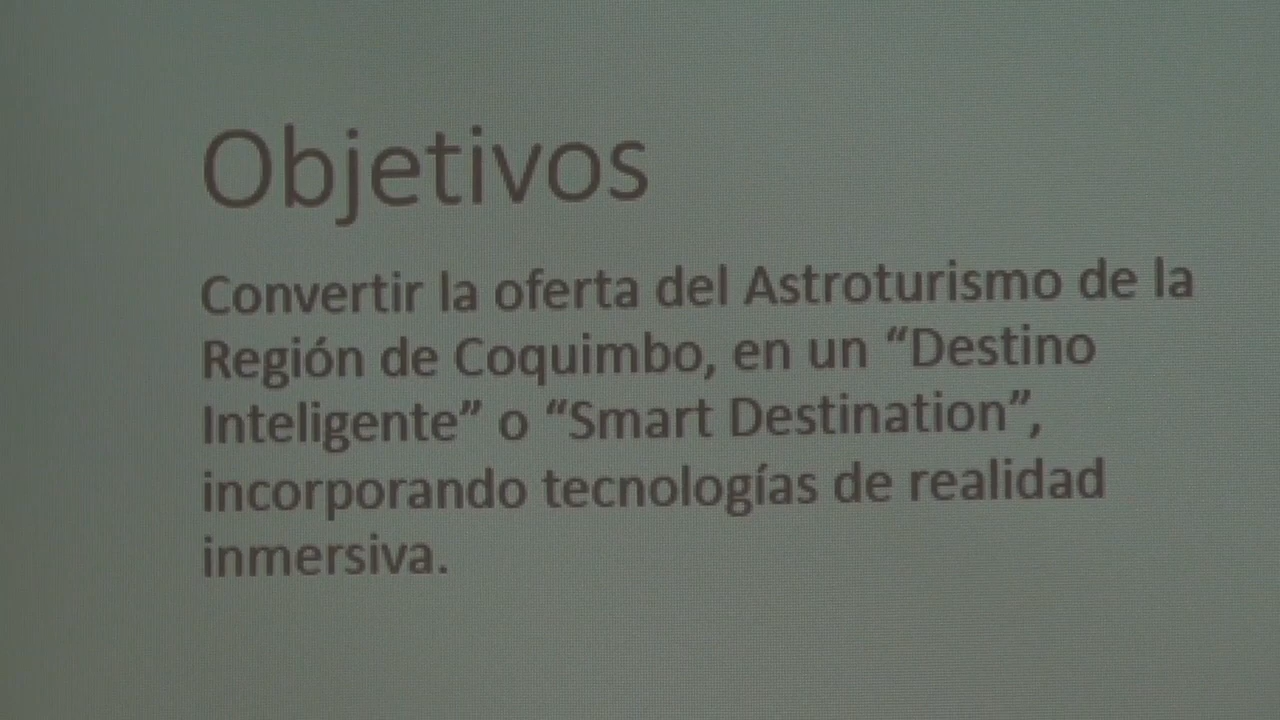 Objetivos
Convertir la oferta del Astroturismo de la
Región de Coquimbo, en un “Destino
Inteligente” o “Smart Destination”,
incorporando tecnologías de realidad
inmersiva.